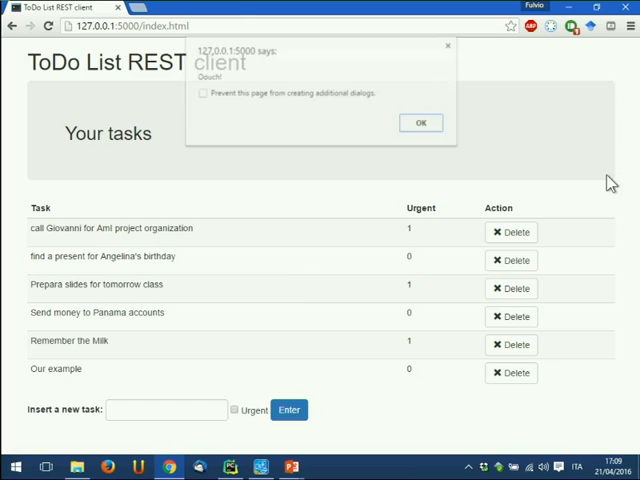 ToDo List REST client
Fulvio
127.0.0.1:5000/index.html
ABP
127.0.0.1:5000 says:
Oouch!
Prevent this page from creating additional dialogs.
OK
ToDo List REST client
Your tasks
Task Urgent Action
call Giovanni for AmI project organization 1 Delete
find a present for Angelina's birthday 0 Delete
Prepara slides for tomorrow class 1 Delete
Send money to Panama accounts 0 Delete
Remember the Milk 1 Delete
Our example 0 Delete
Insert a new task: Urgent Enter
ITA
17:09
21/04/2016